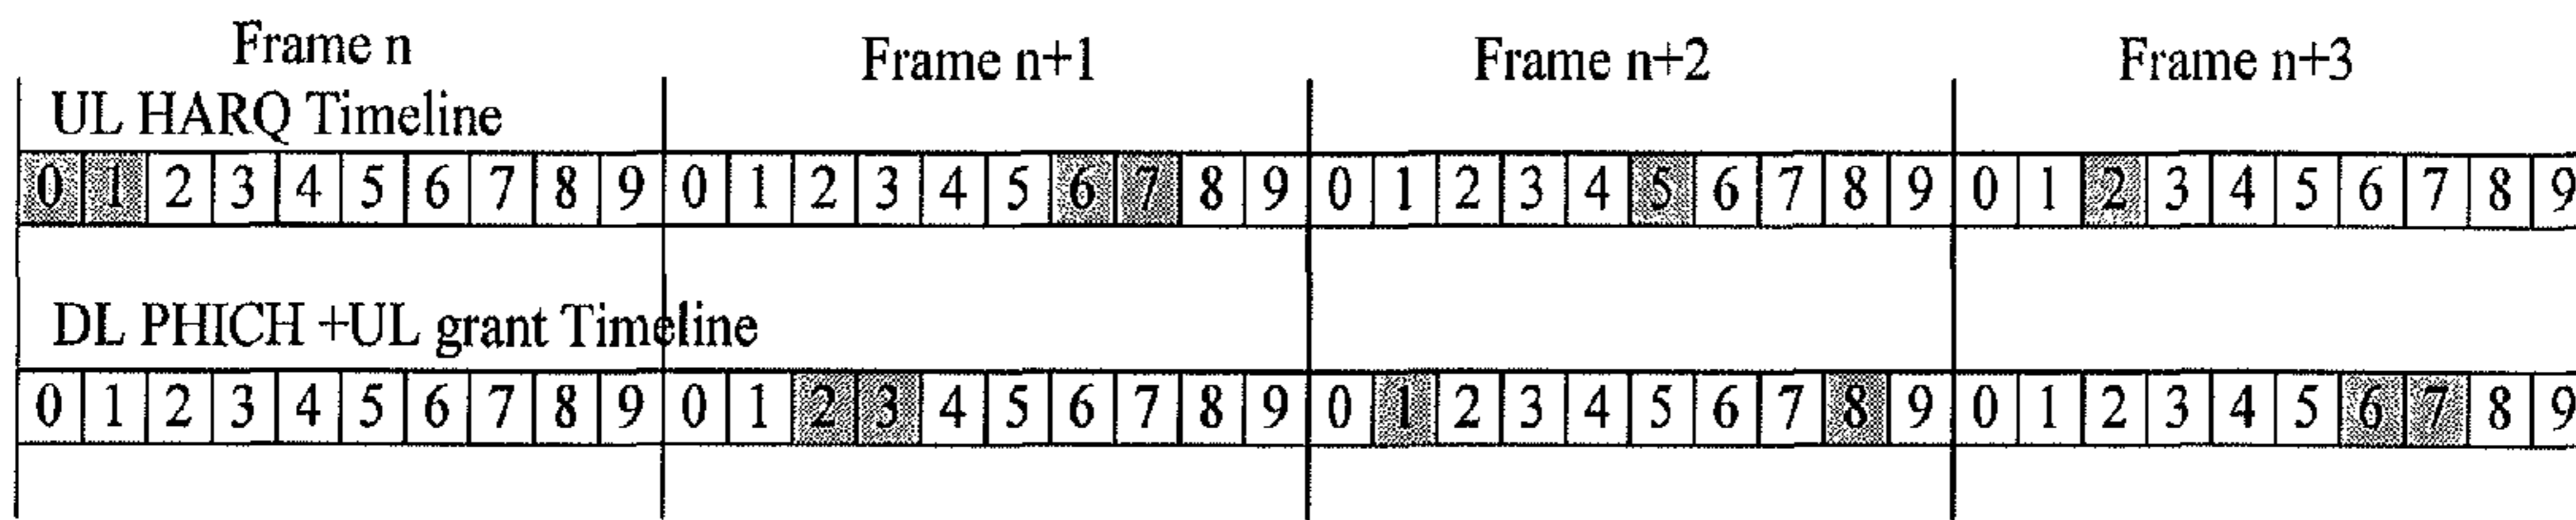 Frame n Frame n+1 Frame n+2 Frame n+3
UL HARQ Timeline
0 1 2 3 4 5 6 7 8 9 0 1 2 3 4 5 6 7 8 9 0 1 2 3 4 5 6 7 8 9 0 1 2 3 4 5 6 7 8 9
DL PHICH +UL grant Timeline
0 1 2 3 4 5 6 7 8 9 0 1 2 3 4 5 6 7 8 9 0 1 2 3 4 5 6 7 8 9 0 1 2 3 4 5 6 7 8 9